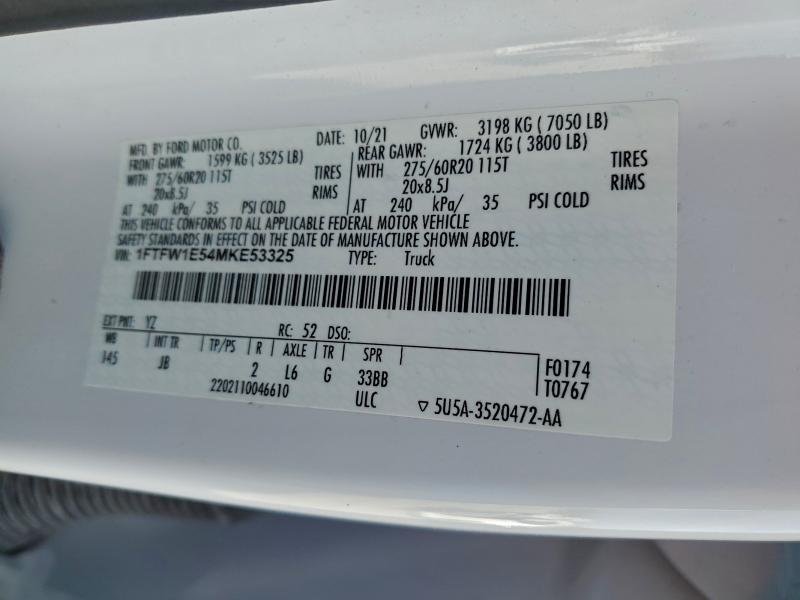 MFD. BY FORD MOTOR CO. DATE: 10/21 GVWR: 3198 KG ( 7050 LB)
FRONT GAWR: 1599 KG ( 3525 LB) REAR GAWR: 1724 KG ( 3800 LB)
WITH 275/60R20 115T TIRES WITH 275/60R20 115T TIRES
20x8.5J RIMS 20x8.5J RIMS
AT 240 kPa/ 35 PSI COLD AT 240 kPa/ 35 PSI COLD
THIS VEHICLE CONFORMS TO ALL APPLICABLE FEDERAL MOTOR VEHICLE
SAFETY STANDARDS IN EFFECT ON THE DATE OF MANUFACTURE SHOWN ABOVE.
VIN: 1FTFW1E54MKE53325 TYPE: Truck
EXT PNT: YZ RC: 52 DSO:
WB INT TR TP/PS R AXLE TR SPR
145 JB 2 L6 G 33BB F0174
2202110046610 ULC T0767
▽ 5U5A-3520472-AA